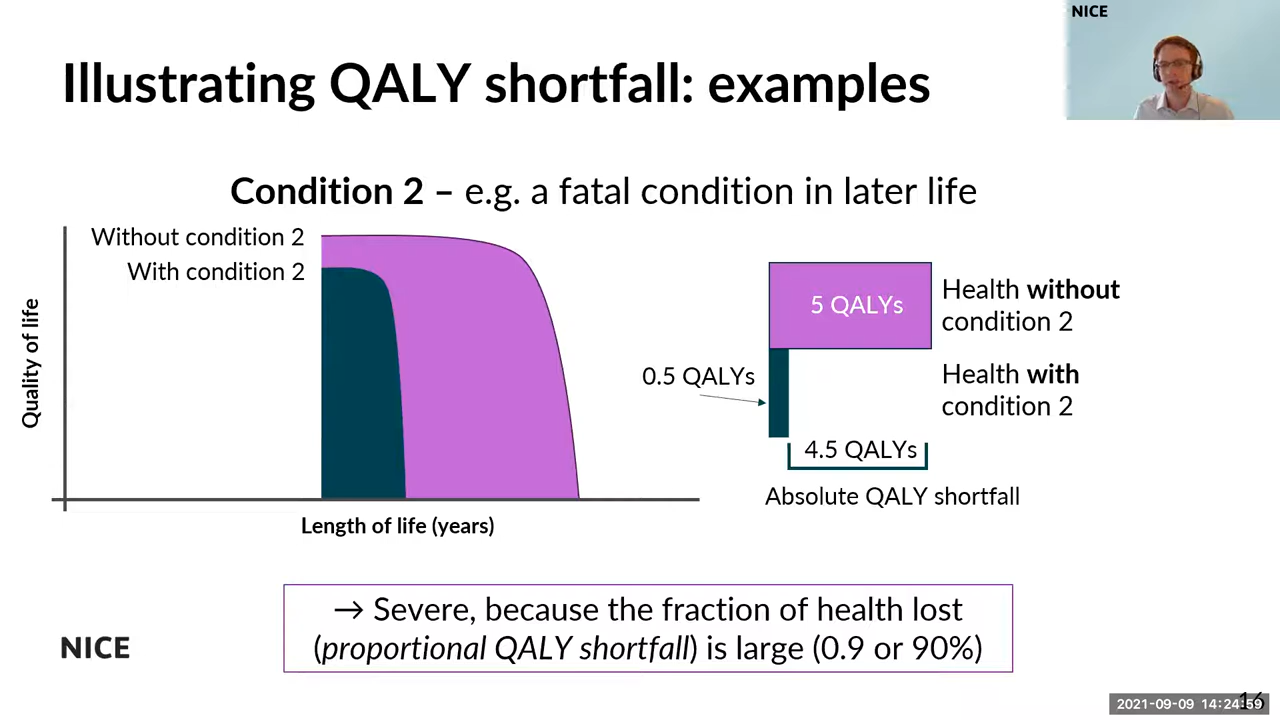 NICE
Illustrating QALY shortfall: examples
Condition 2 – e.g. a fatal condition in later life
Without condition 2
With condition 2
Quality of life
Length of life (years)
5 QALYs
Health without
condition 2
0.5 QALYs
Health with
condition 2
4.5 QALYs
Absolute QALY shortfall
→ Severe, because the fraction of health lost
(proportional QALY shortfall) is large (0.9 or 90%)
NICE
16
2021-09-09 14:24:59